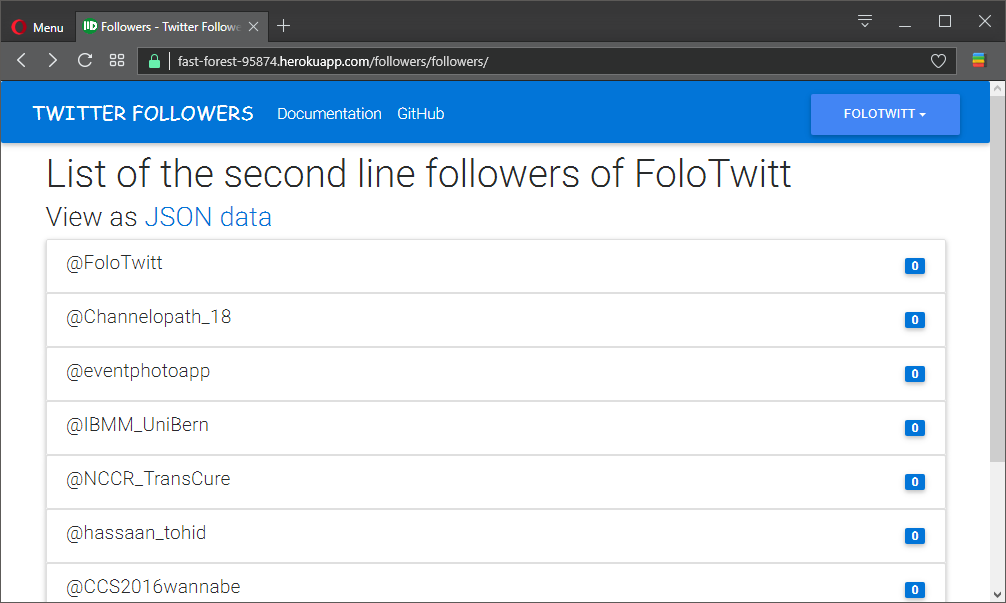 Menu
Followers - Twitter Followe
fast-forest-95874.herokuapp.com/followers/followers/
TWITTER FOLLOWERS Documentation GitHub FOLOTWITT
List of the second line followers of FoloTwitt
View as JSON data
@FoloTwitt 0
@Channelopath_18 0
@eventphotoapp 0
@IBMM_UniBern 0
@NCCR_TransCure 0
@hassaan_tohid 0
@CCS2016wannabe 0